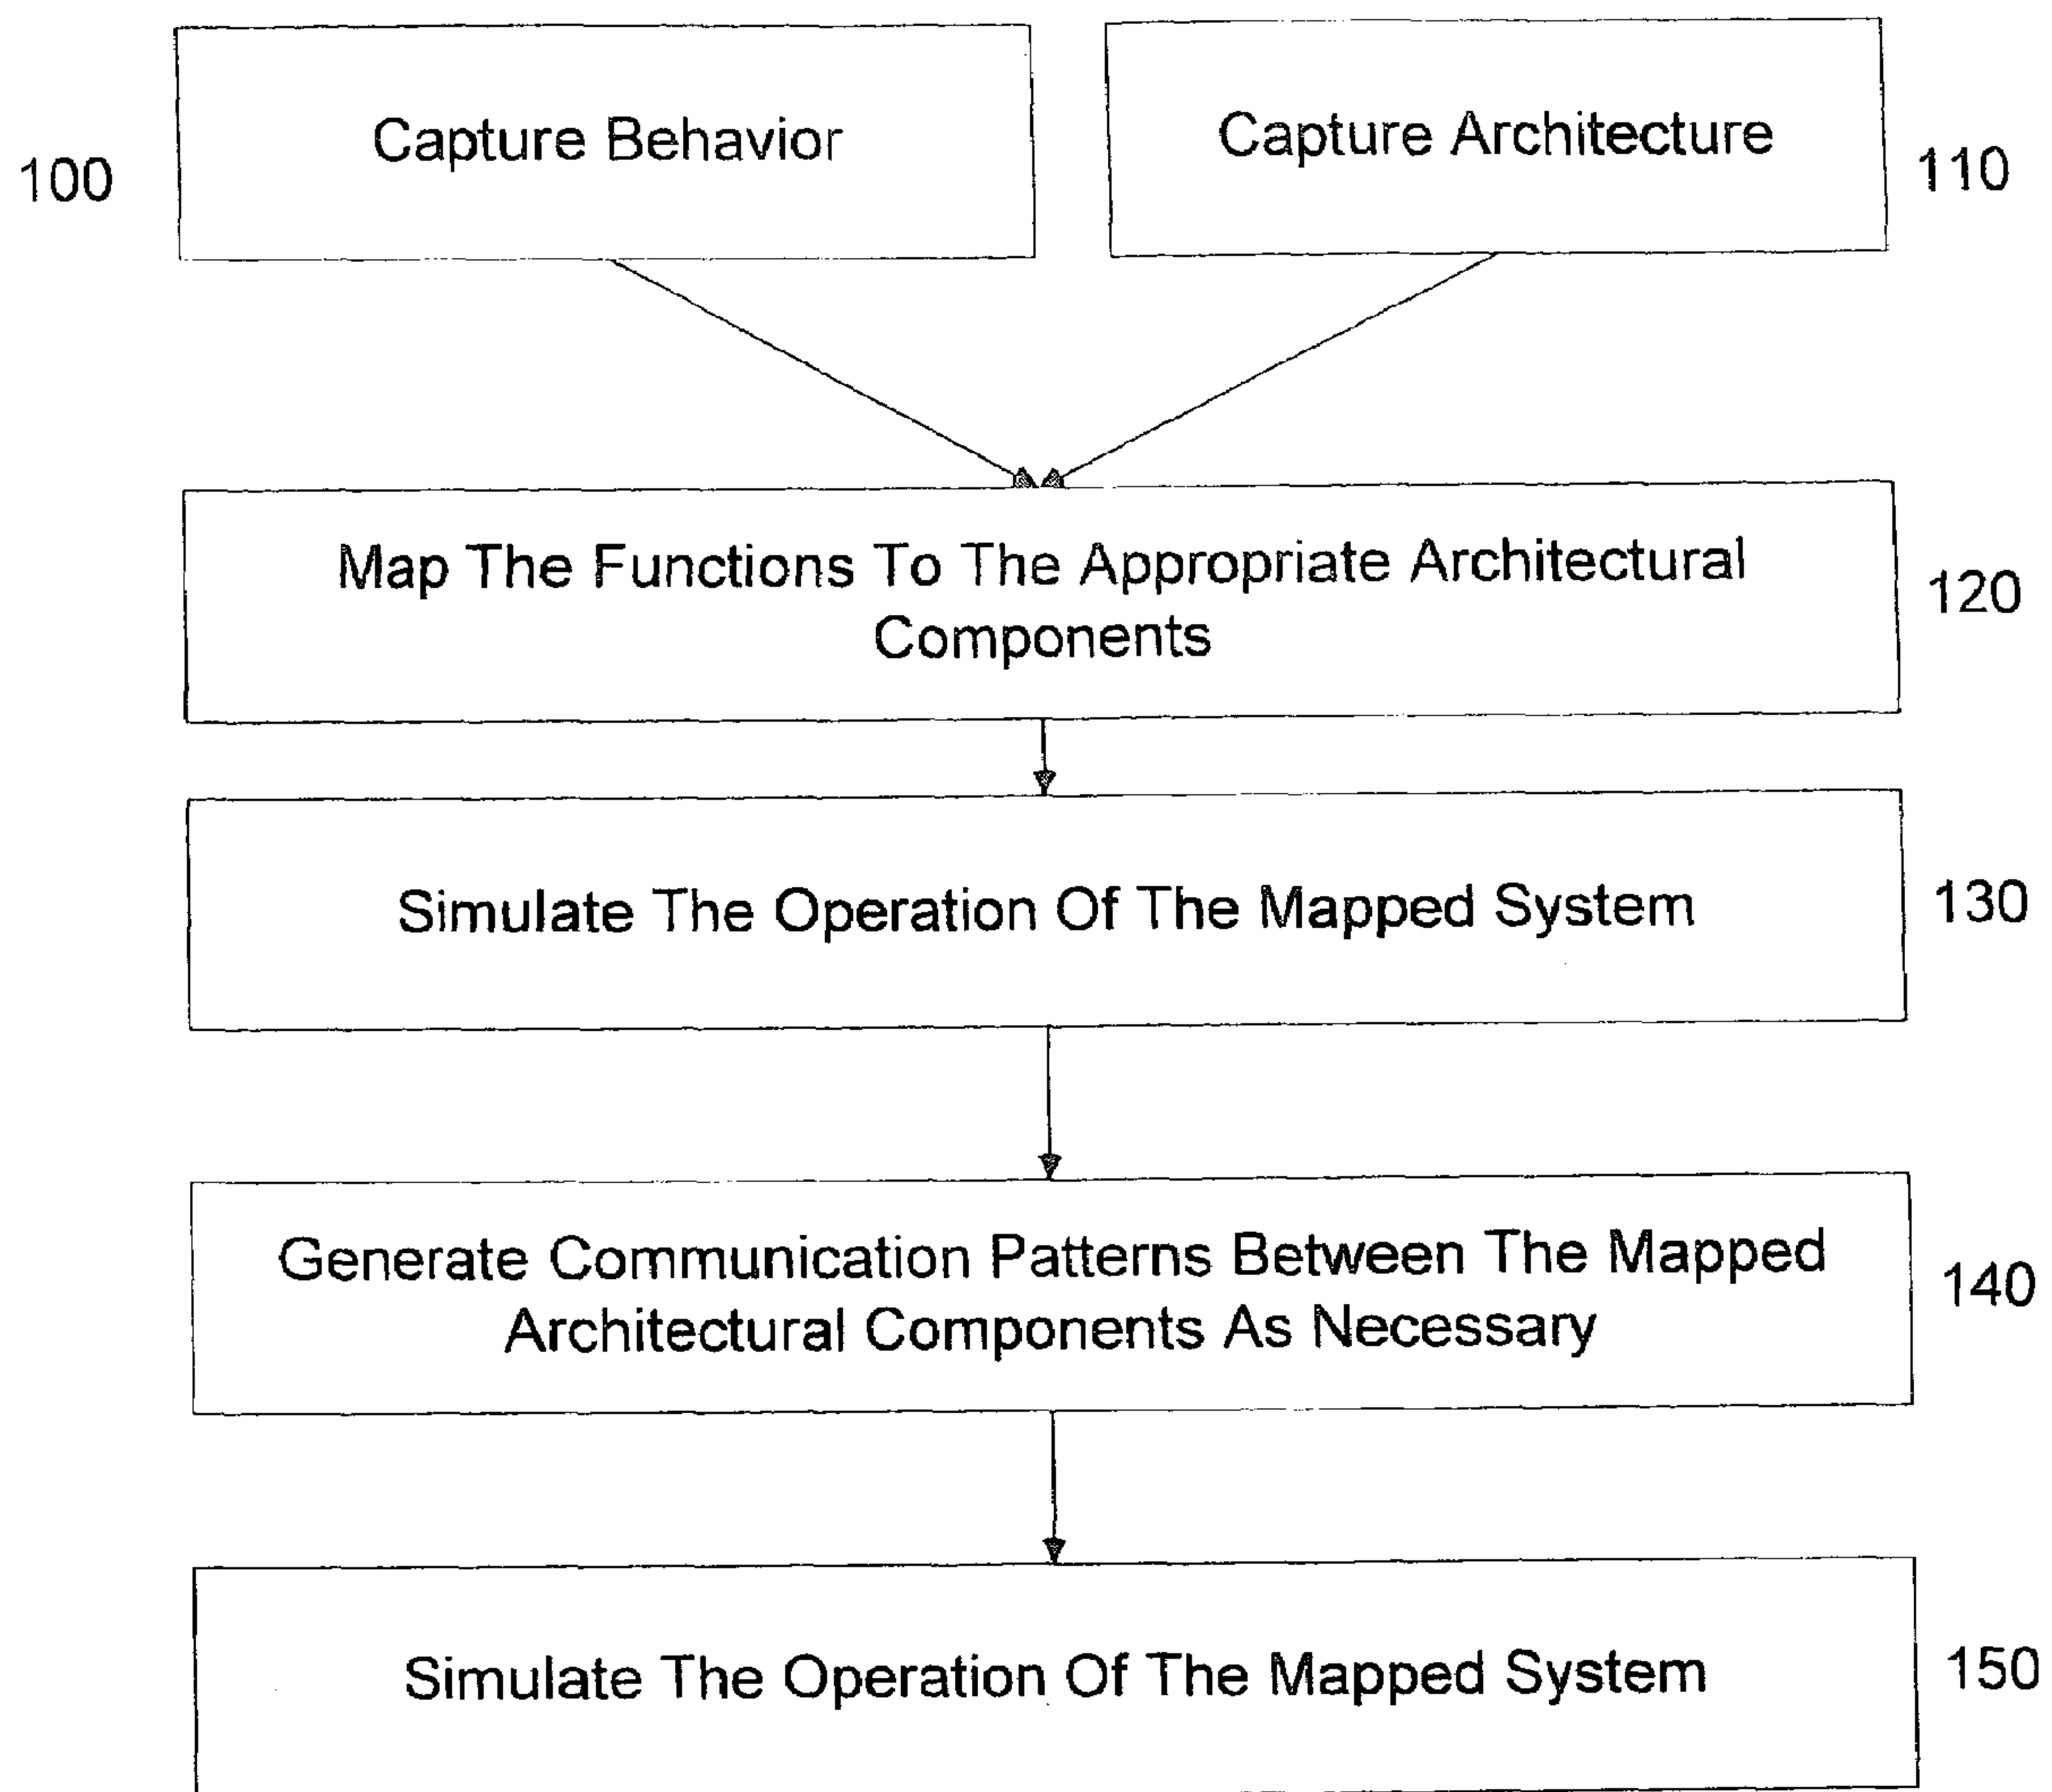 Capture Behavior
Capture Architecture
100
110
Map The Functions To The Appropriate Architectural
Components
120
Simulate The Operation Of The Mapped System
130
Generate Communication Patterns Between The Mapped
Architectural Components As Necessary
140
Simulate The Operation Of The Mapped System
150